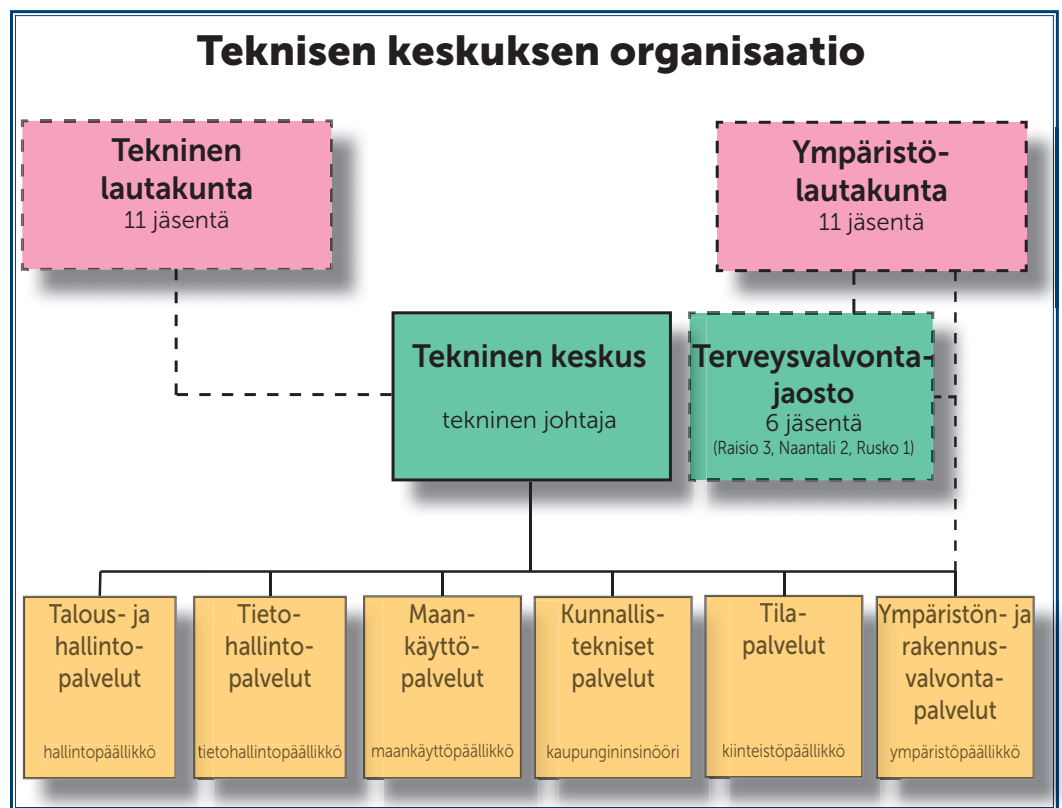 Teknisen keskuksen organisaatio
Tekninen
lautakunta
11 jäsentä
Ympäristö-
lautakunta
11 jäsentä
Tekninen keskus
tekninen johtaja
Terveysvalvonta-
jaosto
6 jäsentä
(Raisio 3, Naantali 2, Rusko 1)
Talous- ja
hallinto-
palvelut
hallintopäällikkö
Tieto-
hallinto-
palvelut
tietohallintopäällikkö
Maan-
käyttö-
palvelut
maankäyttöpäällikkö
Kunnallis-
tekniset
palvelut
kaupungininsinööri
Tila-
palvelut
kiinteistöpäällikkö
Ympäristön- ja
rakennus-
valvonta-
palvelut
ympäristöpäällikkö